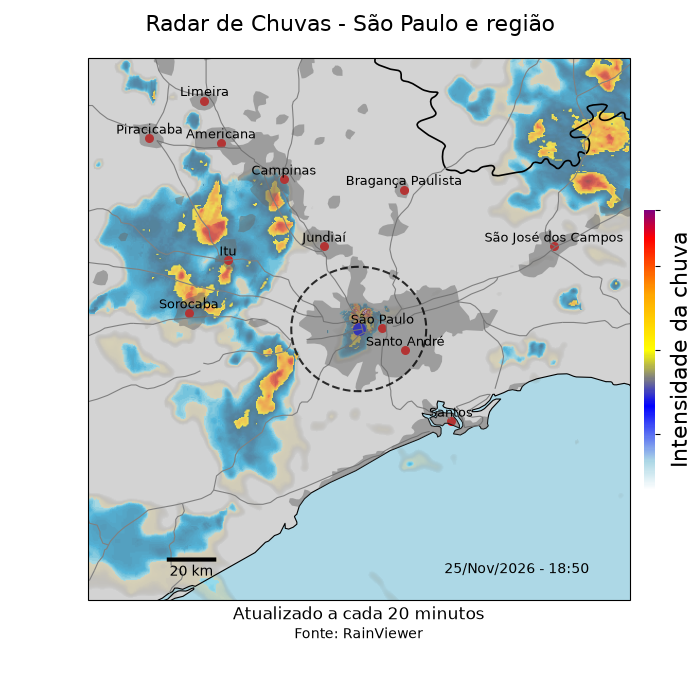 Radar de Chuvas - São Paulo e região
Limeira
Piracicaba
Americana
Campinas
Bragança Paulista
Jundiaí
São José dos Campos
Itu
Sorocaba
São Paulo
Santo André
Santos
Intensidade da chuva
20 km
25/Nov/2026 - 18:50
Atualizado a cada 20 minutos
Fonte: RainViewer